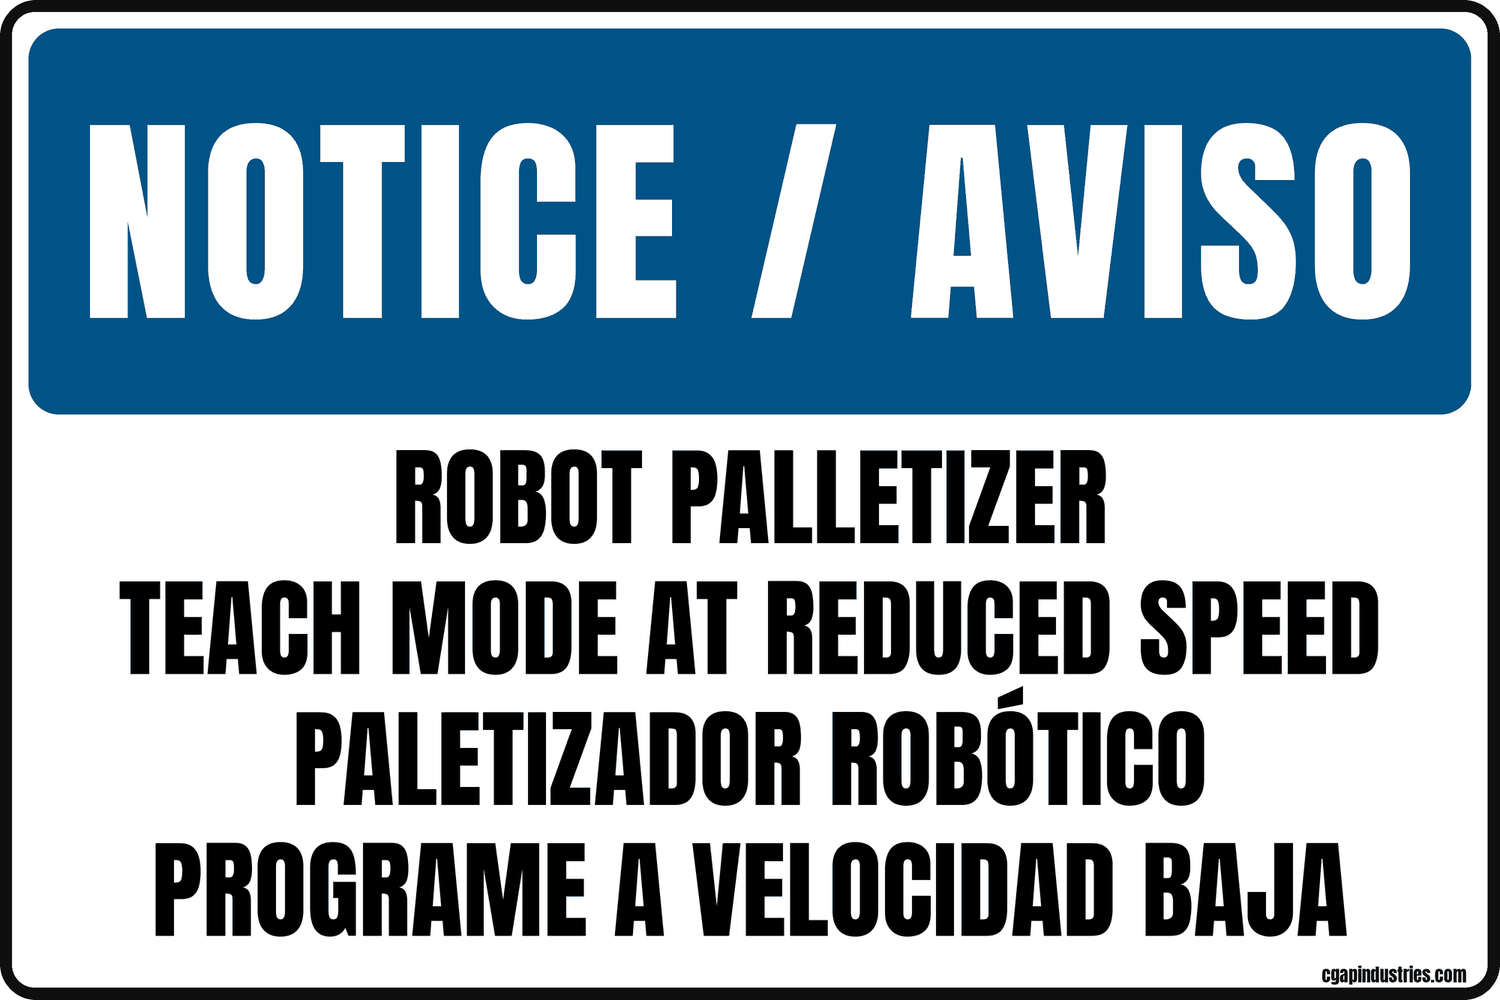 NOTICE / AVISO
ROBOT PALLETIZER
TEACH MODE AT REDUCED SPEED
PALETIZADOR ROBÓTICO
PROGRAME A VELOCIDAD BAJA
cgapindustries.com